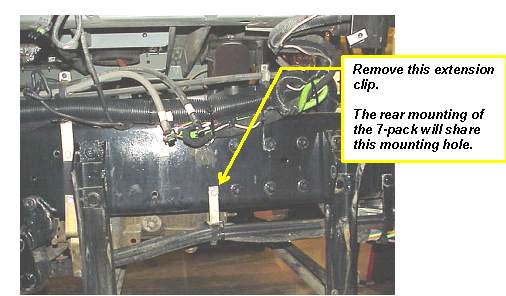 Remove this extension
clip.
The rear mounting of
the 7-pack will share
this mounting hole.